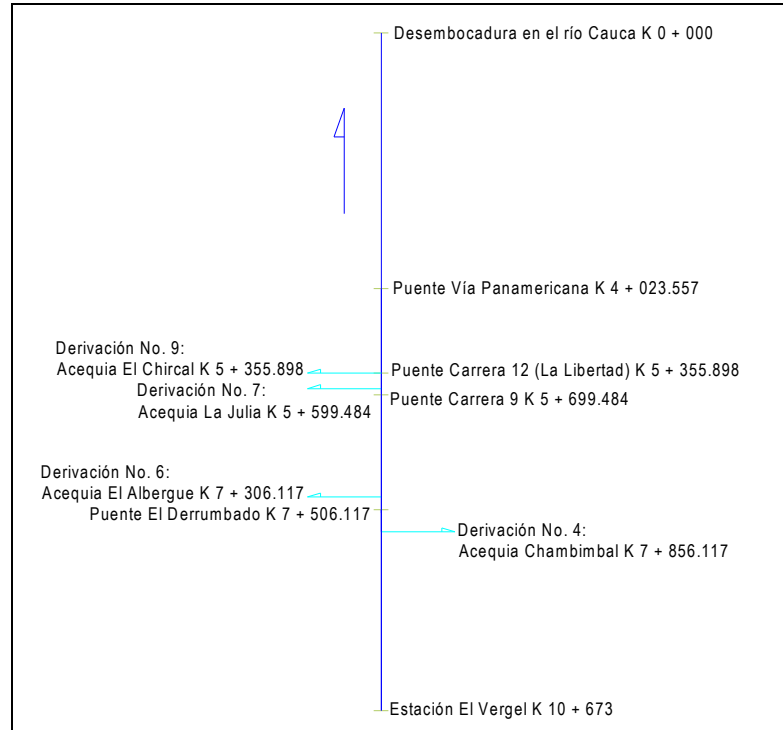 Desembocadura en el río Cauca K 0 + 000
Puente Vía Panamericana K 4 + 023.557
Derivación No. 9:
Acequia El Chircal K 5 + 355.898
Puente Carrera 12 (La Libertad) K 5 + 355.898
Derivación No. 7:
Acequia La Julia K 5 + 599.484
Puente Carrera 9 K 5 + 699.484
Derivación No. 6:
Acequia El Albergue K 7 + 306.117
Puente El Derrumbado K 7 + 506.117
Derivación No. 4:
Acequia Chambimbal K 7 + 856.117
Estación El Vergel K 10 + 673